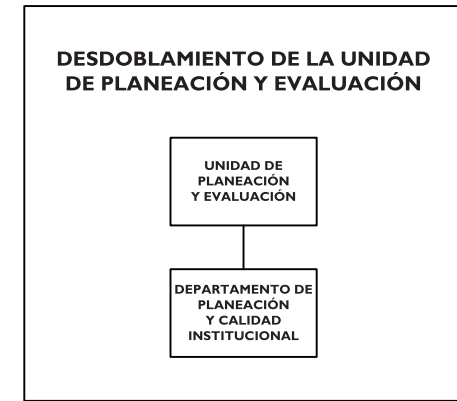 DESDOBLAMIENTO DE LA UNIDAD
DE PLANEACIÓN Y EVALUACIÓN
UNIDAD DE
PLANEACIÓN
Y EVALUACIÓN
DEPARTAMENTO DE
PLANEACIÓN
Y CALIDAD
INSTITUCIONAL